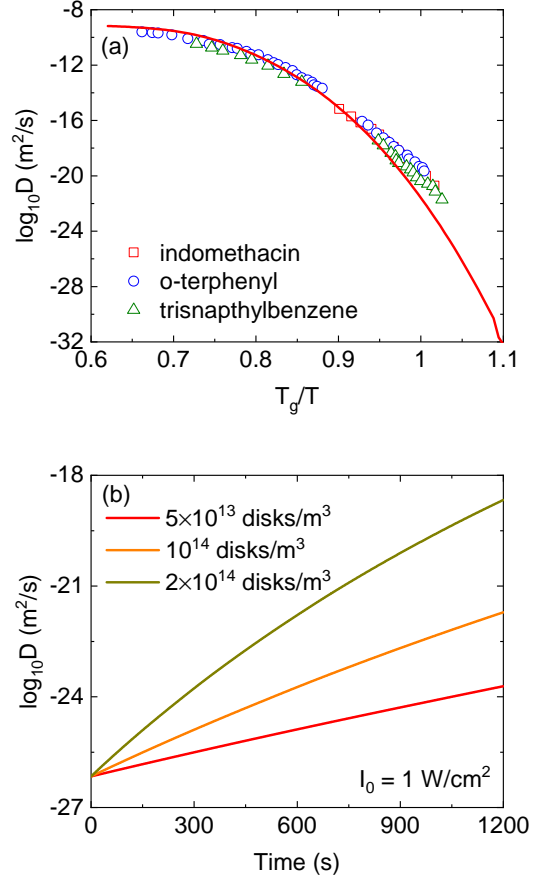 -8
(a)
-12
-16
-20
-24
-28
-32
log₁₀D (m²/s)
indomethacin
o-terphenyl
trisnapthylbenzene
0.6 0.7 0.8 0.9 1 1.1
T_g/T
-18
(b)
5×10¹³ disks/m³
10¹⁴ disks/m³
2×10¹⁴ disks/m³
-21
-24
-27
log₁₀D (m²/s)
I₀ = 1 W/cm²
0 300 600 900 1200
Time (s)